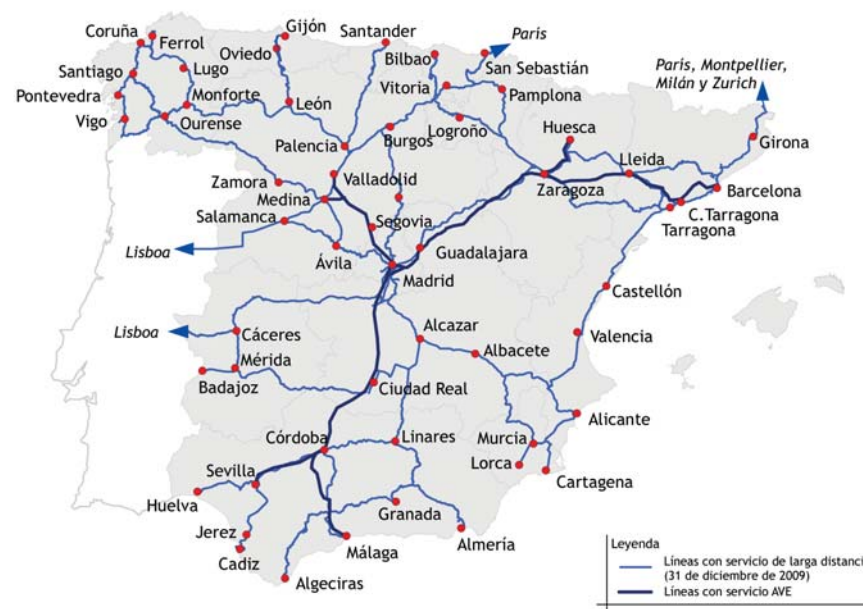 Gijón
Santander
Coruña
Ferrol
Paris
Oviedo
Bilbao
San Sebastián
Paris, Montpellier,
Milán y Zurich
Santiago
Lugo
Vitoria
Pontevedra
Monforte
León
Pamplona
Vigo
Ourense
Logroño
Huesca
Palencia
Burgos
Girona
Lleida
Zamora
Valladolid
Zaragoza
Barcelona
Medina
C.Tarragona
Salamanca
Segovia
Tarragona
Lisboa
Guadalajara
Ávila
Madrid
Castellón
Lisboa
Cáceres
Alcazar
Valencia
Mérida
Albacete
Badajoz
Ciudad Real
Alicante
Córdoba
Linares
Murcia
Sevilla
Lorca
Cartagena
Huelva
Granada
Jerez
Málaga
Almería
Cadiz
Algeciras
Leyenda
Líneas con servicio de larga distanci
(31 de diciembre de 2009)
Líneas con servicio AVE